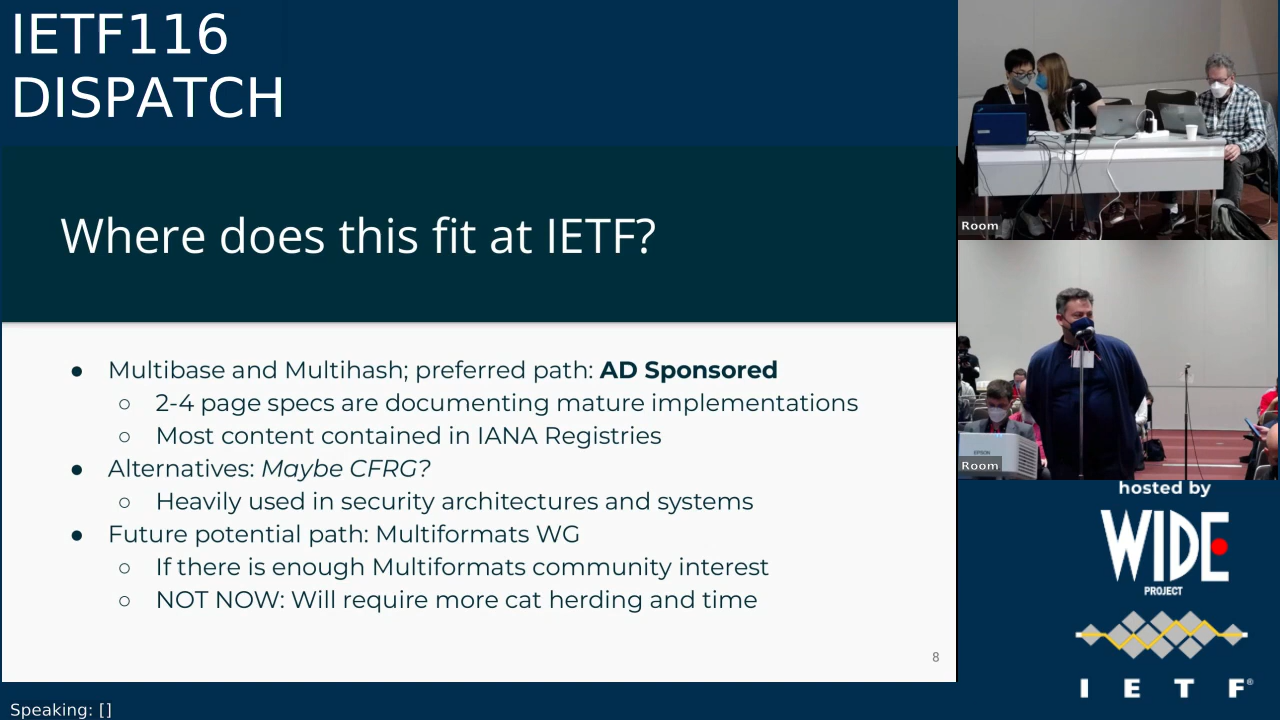 IETF116
DISPATCH
Where does this fit at IETF?
● Multibase and Multihash; preferred path: AD Sponsored
○ 2-4 page specs are documenting mature implementations
○ Most content contained in IANA Registries
● Alternatives: Maybe CFRG?
○ Heavily used in security architectures and systems
● Future potential path: Multiformats WG
○ If there is enough Multiformats community interest
○ NOT NOW: Will require more cat herding and time
8
Speaking: []
Room
Room
hosted by
WIDE
PROJECT
I E T F®